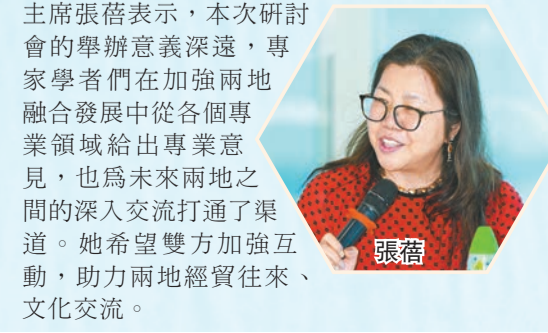 主席張蓓表示，本次研討
會的舉辦意義深遠，專
家學者們在加強兩地
融合發展中從各個專
業領域給出專業意
見，也爲未來兩地之
間的深入交流打通了渠
道。她希望雙方加強互
動，助力兩地經貿往來、
文化交流。
張蓓